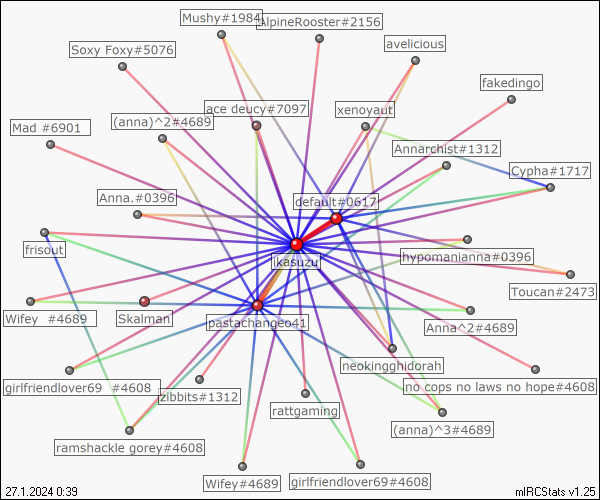 Mushy#1984
AlpineRooster#2156
avelicious
Soxy Foxy#5076
fakedingo
ace deucy#7097
xenoyaut
(anna)^2#4689
Mad #6901
Annarchist#1312
Cypha#1717
Anna.#0396
default#0617
frisout
ikasuzu
hypomanianna#0396
Toucan#2473
Wifey #4689
Skalman
pastachangeo41
Anna^2#4689
neokingghidorah
girlfriendlover69 #4608
zibbits#1312
no cops no laws no hope#4608
rattgaming
(anna)^3#4689
ramshackle gorey#4608
Wifey#4689
girlfriendlover69#4608
27.1.2024 0:39
mIRCStats v1.25